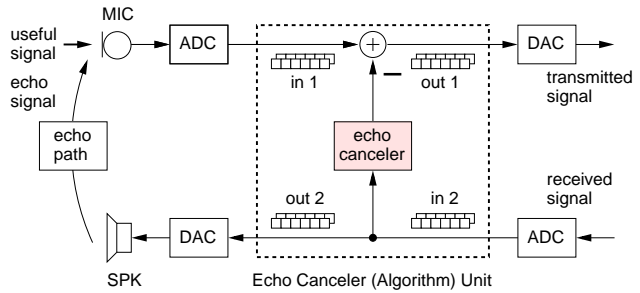 MIC
useful
signal
ADC
DAC
in 1
+
−
out 1
transmitted
signal
echo
signal
echo
path
echo
canceler
out 2
in 2
received
signal
DAC
ADC
SPK
Echo Canceler (Algorithm) Unit